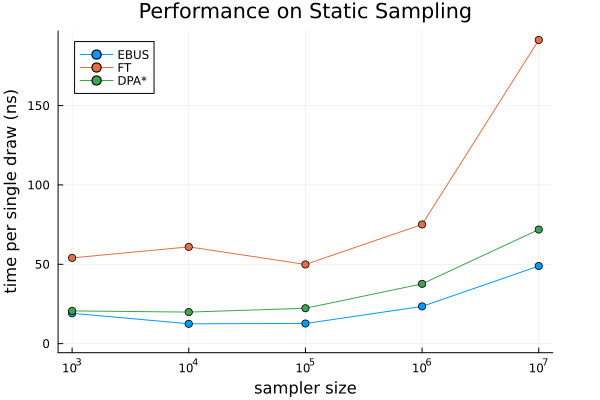 Performance on Static Sampling
EBUS
FT
DPA*
time per single draw (ns)
150
100
50
0
10³ 10⁴ 10⁵ 10⁶ 10⁷
sampler size